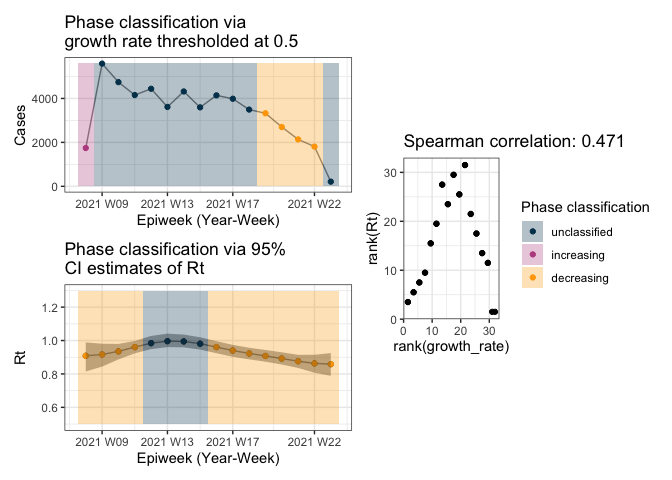 Phase classification via
growth rate thresholded at 0.5
Cases
4000
2000
0
2021 W09
2021 W13
2021 W17
2021 W22
Epiweek (Year-Week)
Phase classification via 95%
CI estimates of Rt
Rt
1.2
1.0
0.8
0.6
2021 W09
2021 W13
2021 W17
2021 W22
Epiweek (Year-Week)
Spearman correlation: 0.471
rank(Rt)
30
20
10
0
0
10
20
30
rank(growth_rate)
Phase classification
unclassified
increasing
decreasing